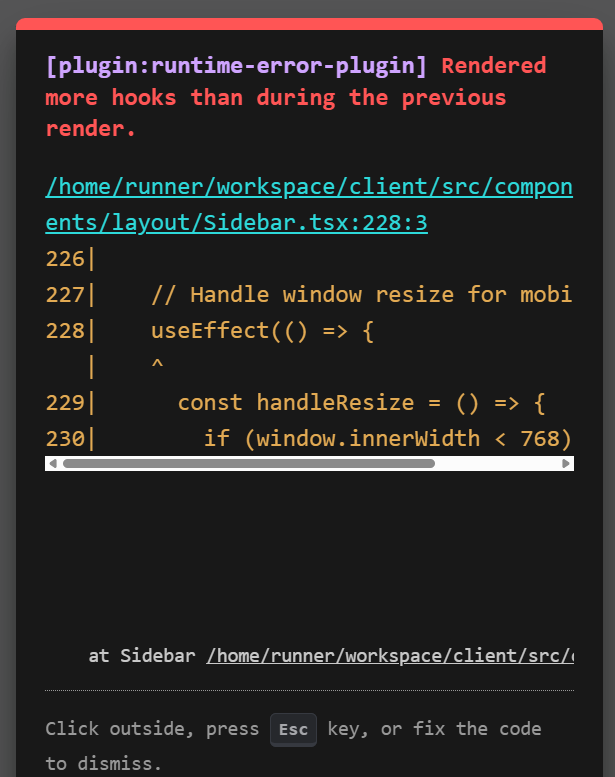 [plugin:runtime-error-plugin] Rendered
more hooks than during the previous
render.
/home/runner/workspace/client/src/compon
ents/layout/Sidebar.tsx:228:3
226|
227|    // Handle window resize for mobi
228|    useEffect(() => {
   |    ^
229|      const handleResize = () => {
230|        if (window.innerWidth < 768)
at Sidebar /home/runner/workspace/client/src/
Click outside, press Esc key, or fix the code
to dismiss.